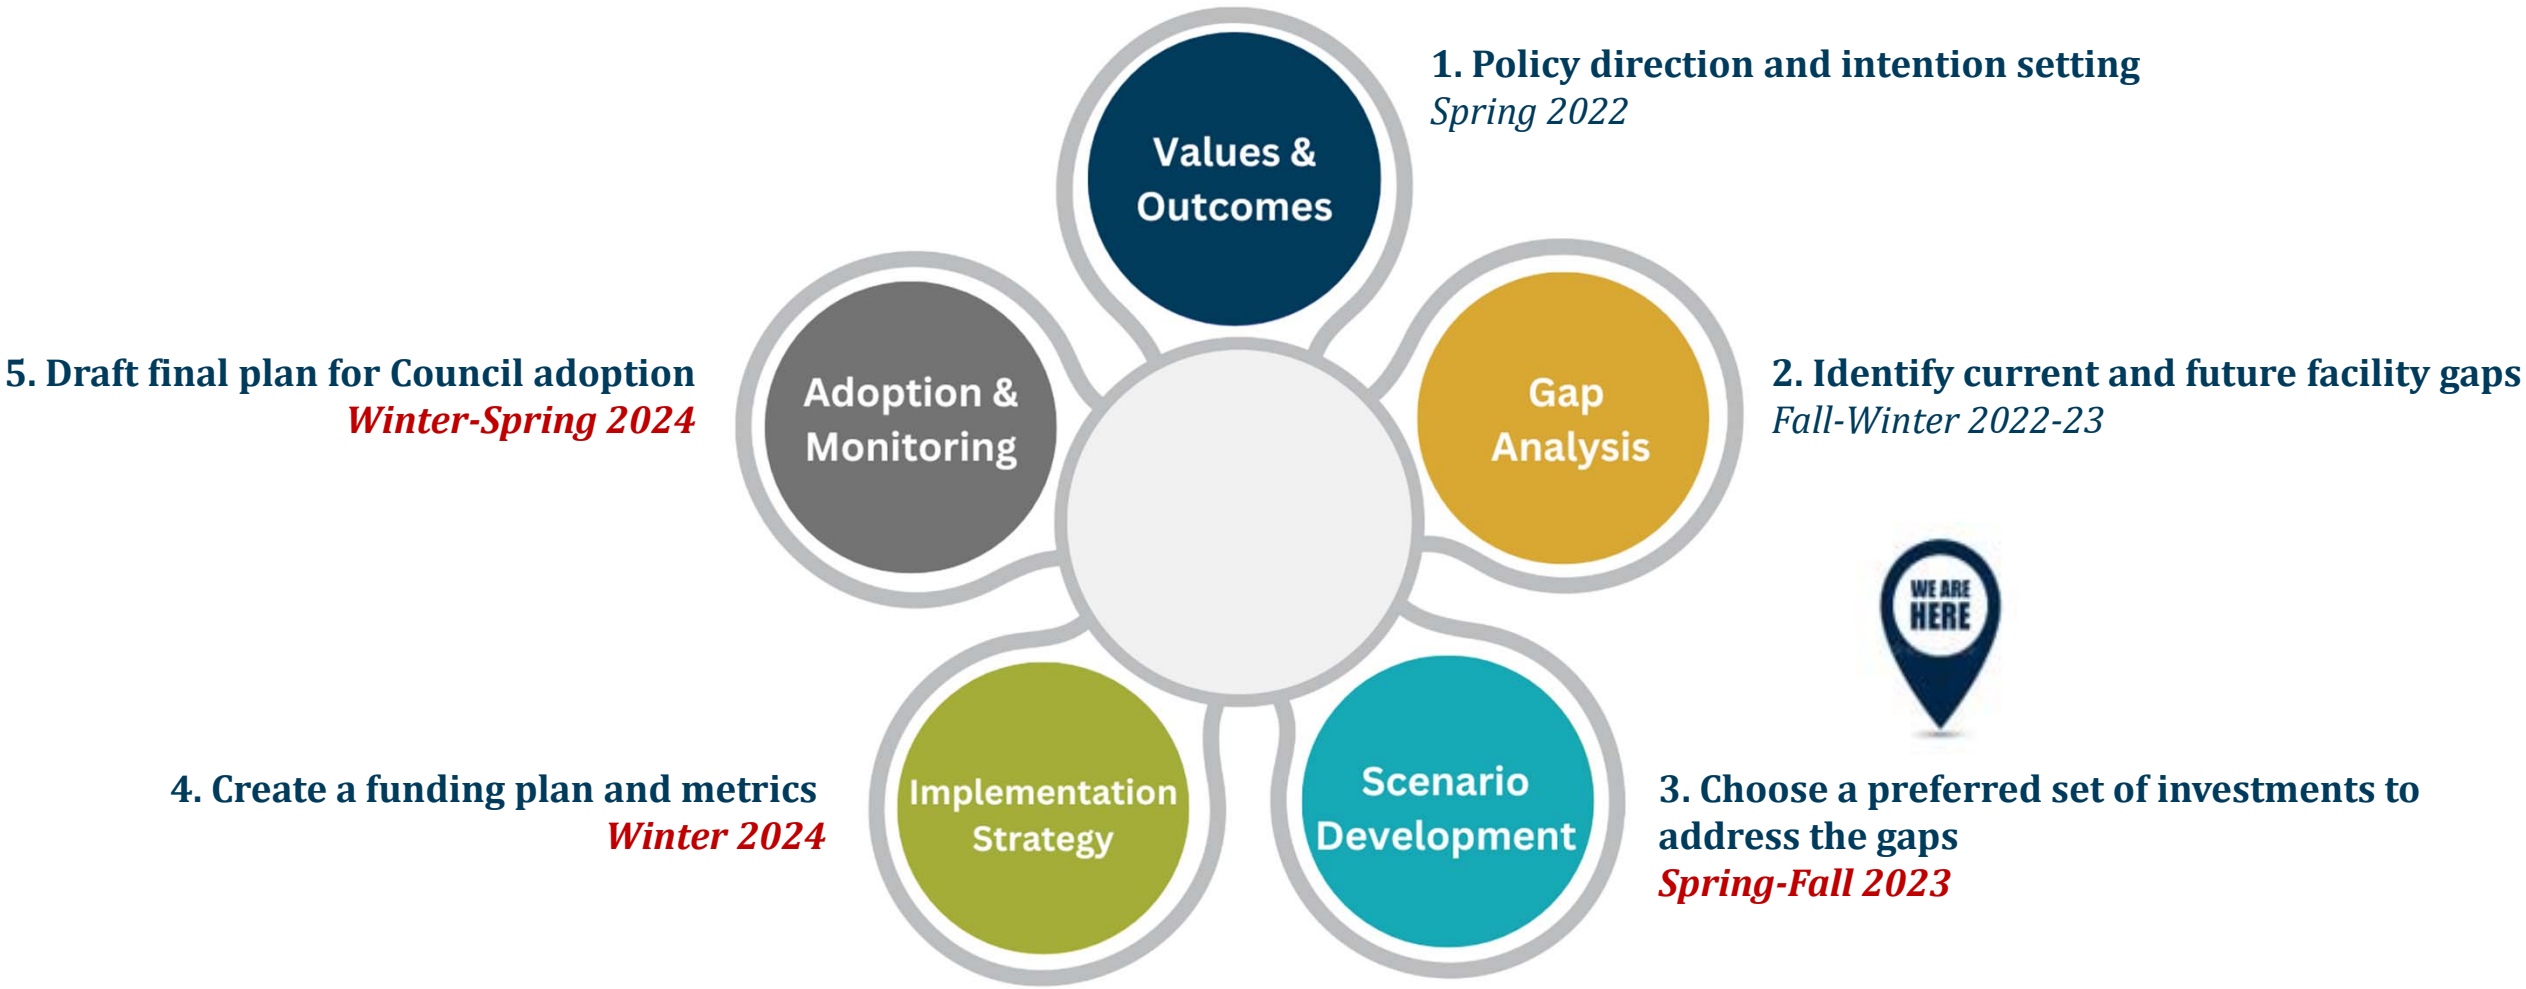 Values &
Outcomes
1. Policy direction and intention setting
Spring 2022
Gap
Analysis
2. Identify current and future facility gaps
Fall-Winter 2022-23
WE ARE
HERE
Scenario
Development
3. Choose a preferred set of investments to
address the gaps
Spring-Fall 2023
Implementation
Strategy
4. Create a funding plan and metrics
Winter 2024
Adoption &
Monitoring
5. Draft final plan for Council adoption
Winter-Spring 2024